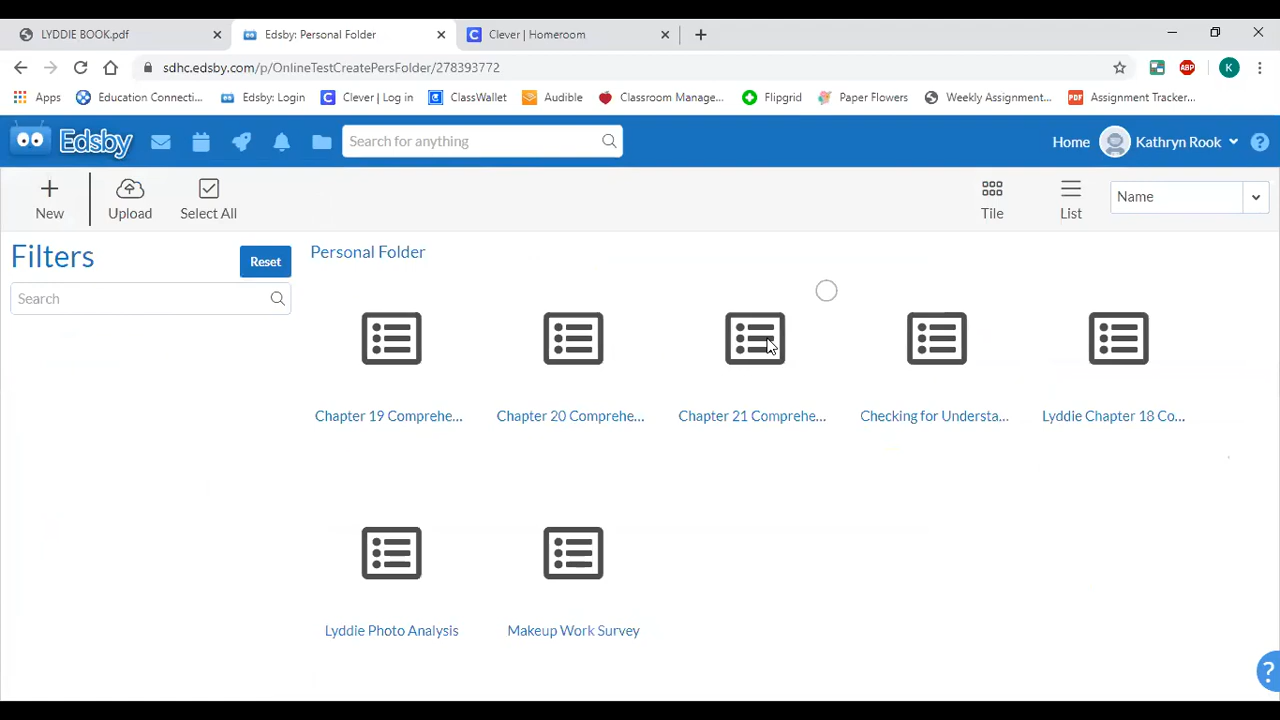 LYDDIE BOOK.pdf
Edsby: Personal Folder
Clever | Homeroom
sdhc.edsby.com/p/OnlineTestCreatePersFolder/278393772
ABP
K
Apps
Education Connecti...
Edsby: Login
Clever | Log in
ClassWallet
Audible
Classroom Manage...
Flipgrid
Paper Flowers
Weekly Assignment...
PDF
Assignment Tracker...
Edsby
Search for anything
Home
Kathryn Rook
New
Upload
Select All
Tile
List
Name
Filters
Reset
Search
Personal Folder
Chapter 19 Comprehe...
Chapter 20 Comprehe...
Chapter 21 Comprehe...
Checking for Understa...
Lyddie Chapter 18 Co...
Lyddie Photo Analysis
Makeup Work Survey